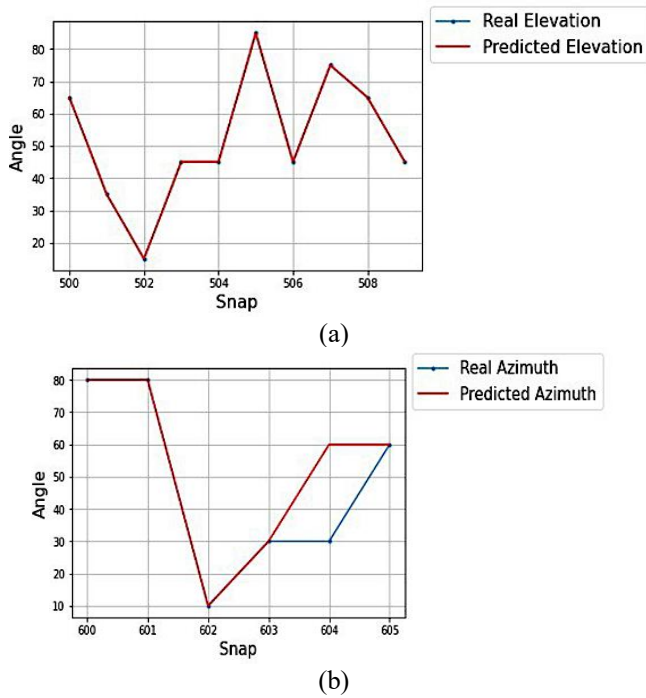 Real Elevation
Predicted Elevation
80
70
60
50
40
30
20
Angle
500 502 504 506 508
Snap
(a)
Real Azimuth
Predicted Azimuth
80
70
60
50
40
30
20
10
Angle
600 601 602 603 604 605
Snap
(b)